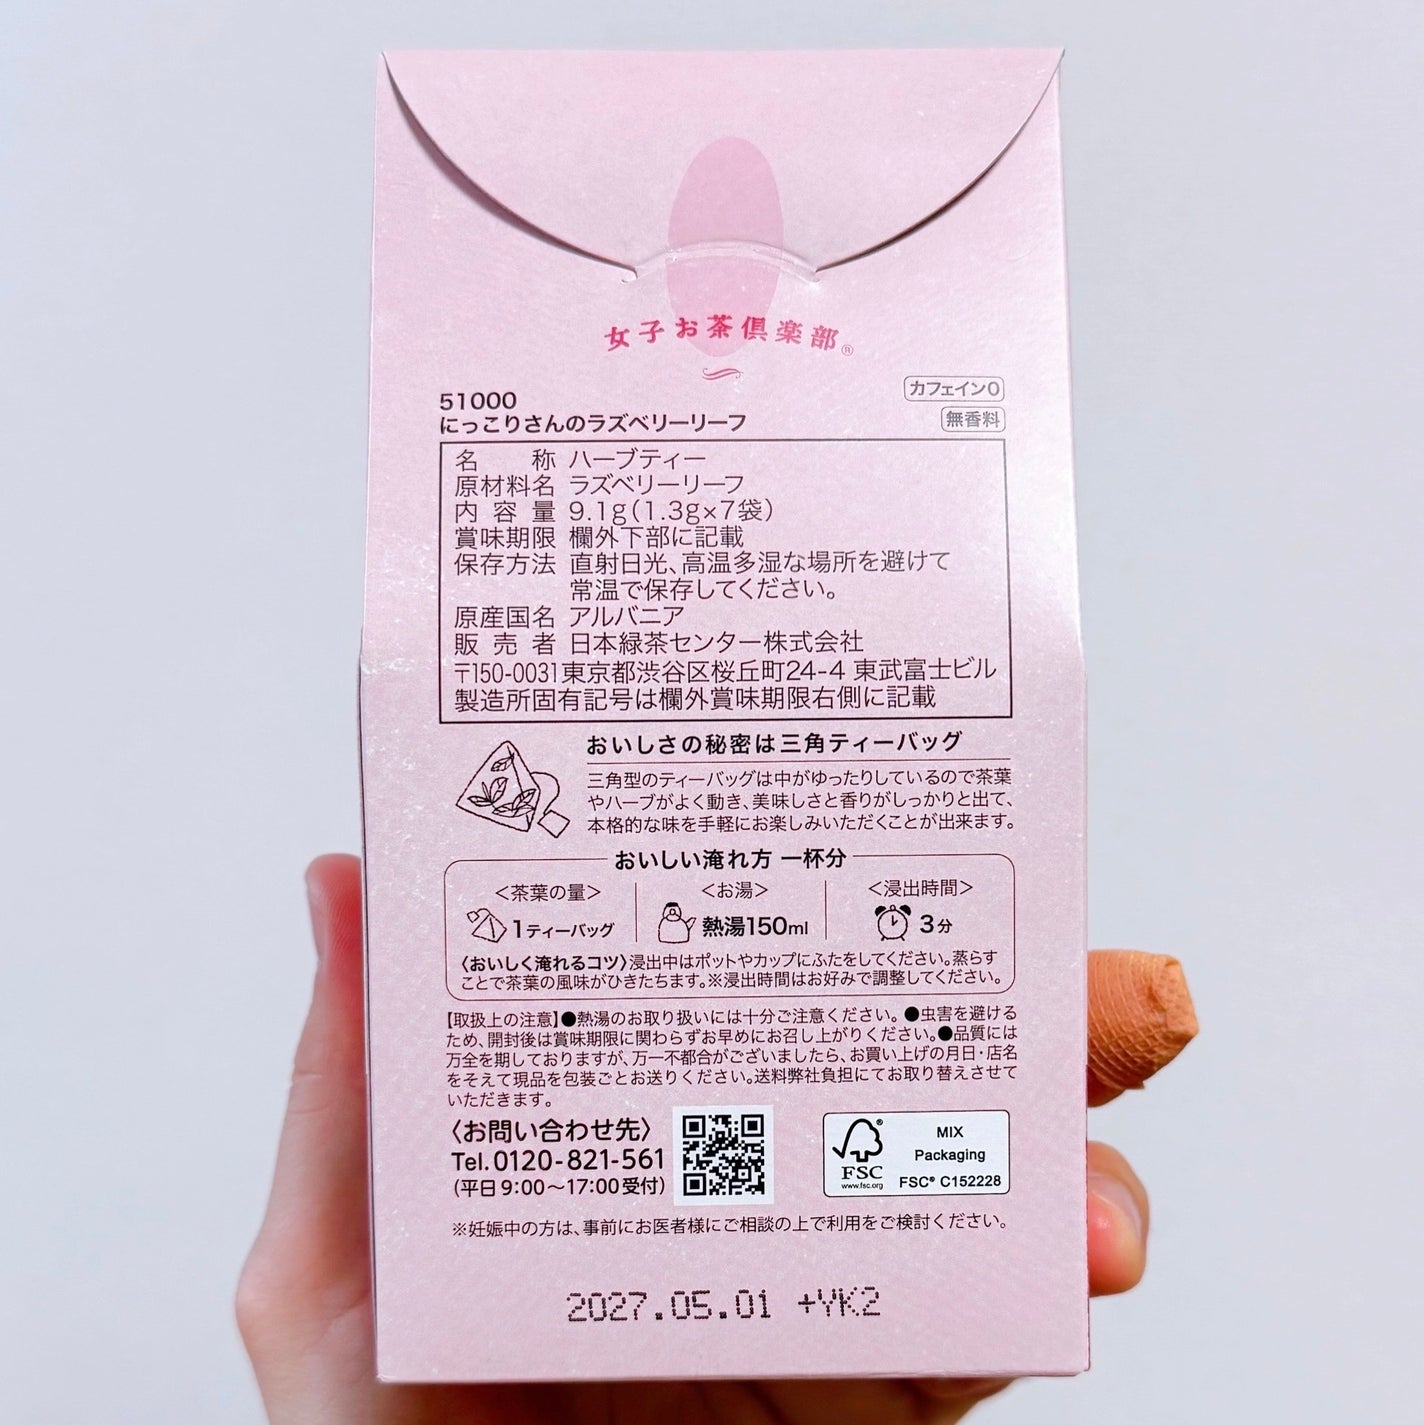 女子お茶倶楽部®
カフェイン0
51000
無香料
にっこりさんのラズベリーリーフ
名　　称 ハーブティー
原材料名 ラズベリーリーフ
内 容 量 9.1g(1.3g×7袋)
賞味期限 欄外下部に記載
保存方法 直射日光、高温多湿な場所を避けて
常温で保存してください。
原産国名 アルバニア
販 売 者 日本緑茶センター株式会社
〒150-0031東京都渋谷区桜丘町24-4 東武富士ビル
製造所固有記号は欄外賞味期限右側に記載
おいしさの秘密は三角ティーバッグ
三角型のティーバッグは中がゆったりしているので茶葉
やハーブがよく動き、美味しさと香りがしっかりと出て、
本格的な味を手軽にお楽しみいただくことが出来ます。
おいしい淹れ方 一杯分
＜茶葉の量＞ ＜お湯＞ ＜浸出時間＞
1ティーバッグ 熱湯150ml 3分
〈おいしく淹れるコツ〉浸出中はポットやカップにふたをしてください。蒸らす
ことで茶葉の風味がひきたちます。※浸出時間はお好みで調整してください。
【取扱上の注意】●熱湯のお取り扱いには十分ご注意ください。●虫害を避ける
ため、開封後は賞味期限に関わらずお早めにお召し上がりください。●品質には
万全を期しておりますが、万一不都合がございましたら、お買い上げの月日・店名
をそえて現品を包装ごとお送りください。送料弊社負担にてお取り替えさせて
いただきます。
〈お問い合わせ先〉
Tel.0120-821-561
(平日9:00〜17:00受付)
FSC
www.fsc.org
MIX
Packaging
FSC® C152228
※妊娠中の方は、事前にお医者様にご相談の上で利用をご検討ください。
2027.05.01 +YK2